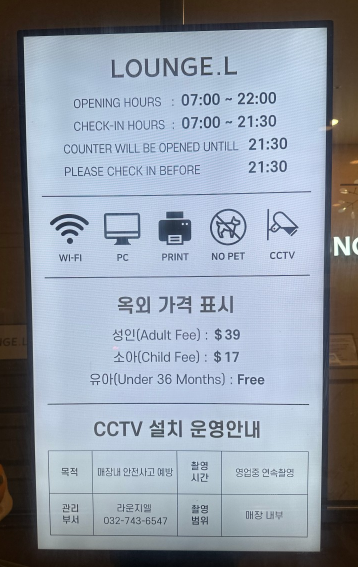 LOUNGE.L
OPENING HOURS : 07:00 ~ 22:00
CHECK-IN HOURS : 07:00 ~ 21:30
COUNTER WILL BE OPENED UNTILL 21:30
PLEASE CHECK IN BEFORE 21:30
WI-FI PC PRINT NO PET CCTV
옥외 가격 표시
성인(Adult Fee) : $39
소아(Child Fee) : $17
유아(Under 36 Months) : Free
CCTV 설치 운영안내
목적 매장내 안전사고 예방 촬영 시간 영업중 연속촬영
관리 부서 라운지엘 032-743-6547 촬영 범위 매장 내부